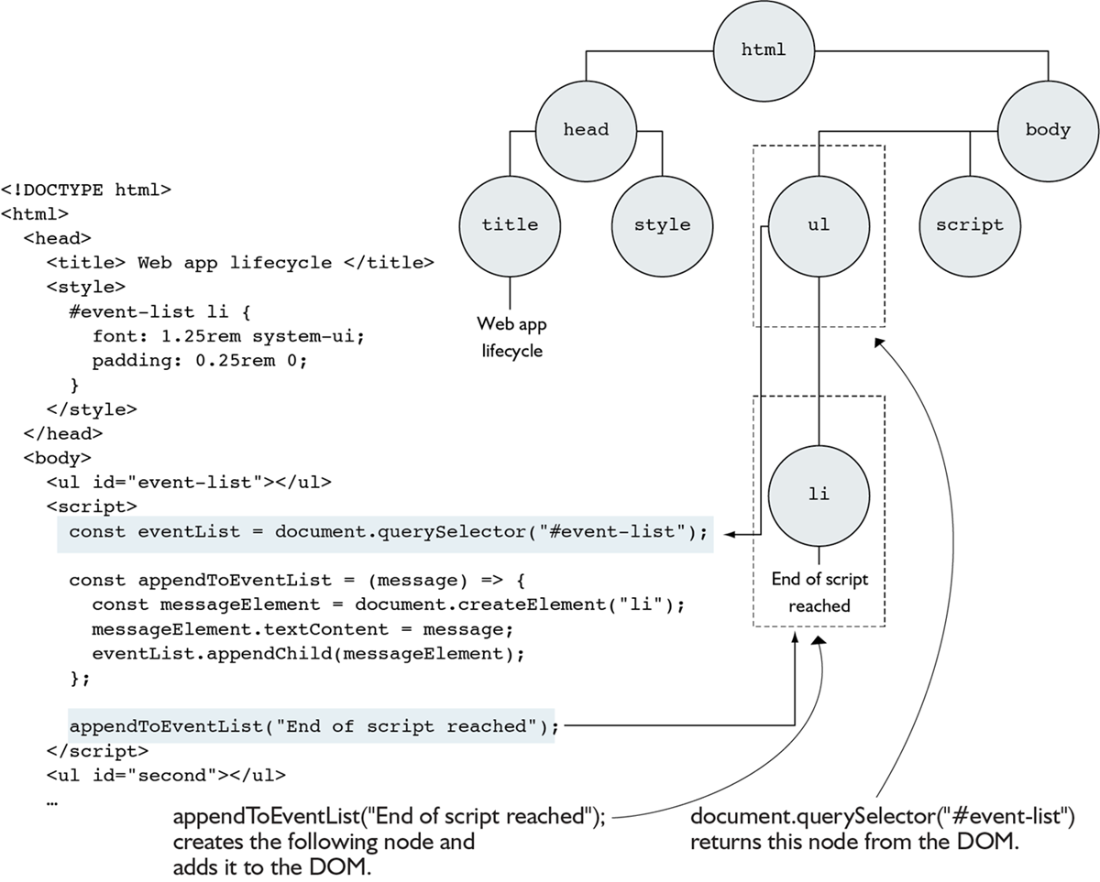 html
head
body
title
style
ul
script
Web app
lifecycle
li
End of script
reached
<!DOCTYPE html>
<html>
<head>
<title> Web app lifecycle </title>
<style>
#event-list li {
font: 1.25rem system-ui;
padding: 0.25rem 0;
}
</style>
</head>
<body>
<ul id="event-list"></ul>
<script>
const eventList = document.querySelector("#event-list");
const appendToEventList = (message) => {
const messageElement = document.createElement("li");
messageElement.textContent = message;
eventList.appendChild(messageElement);
};
appendToEventList("End of script reached");
</script>
<ul id="second"></ul>
…
appendToEventList("End of script reached");
creates the following node and
adds it to the DOM.
document.querySelector("#event-list")
returns this node from the DOM.